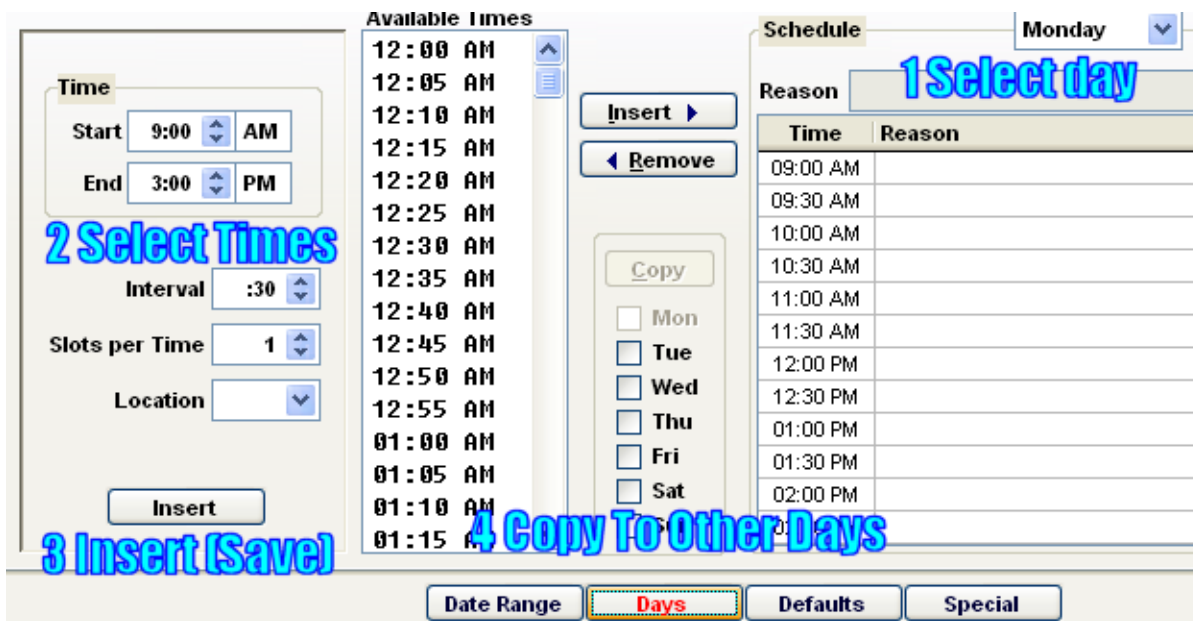 Available Times
12:00 AM
12:05 AM
12:10 AM
12:15 AM
12:20 AM
12:25 AM
12:30 AM
12:35 AM
12:40 AM
12:45 AM
12:50 AM
12:55 AM
01:00 AM
01:05 AM
01:10 AM
01:15
Time
Start 9:00 AM
End 3:00 PM
2 Select Times
Interval :30
Slots per Time 1
Location
Insert
3 Insert (Save)
Insert
Remove
Copy
Mon
Tue
Wed
Thu
Fri
Sat
4 Copy To Other Days
Schedule Monday
1 Select day
Reason
Time Reason
09:00 AM
09:30 AM
10:00 AM
10:30 AM
11:00 AM
11:30 AM
12:00 PM
12:30 PM
01:00 PM
01:30 PM
02:00 PM
Date Range Days Defaults Special